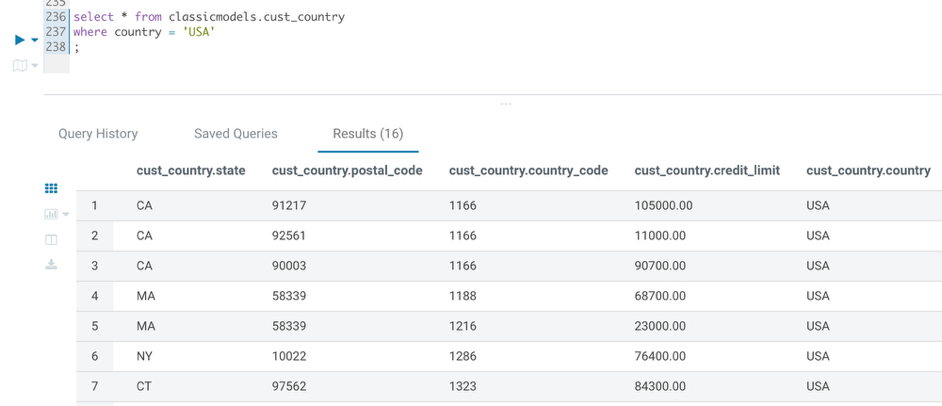 235
236 select * from classicmodels.cust_country
237 where country = 'USA'
238 ;
Query History Saved Queries Results (16)
cust_country.state cust_country.postal_code cust_country.country_code cust_country.credit_limit cust_country.country
1 CA 91217 1166 105000.00 USA
2 CA 92561 1166 11000.00 USA
3 CA 90003 1166 90700.00 USA
4 MA 58339 1188 68700.00 USA
5 MA 58339 1216 23000.00 USA
6 NY 10022 1286 76400.00 USA
7 CT 97562 1323 84300.00 USA